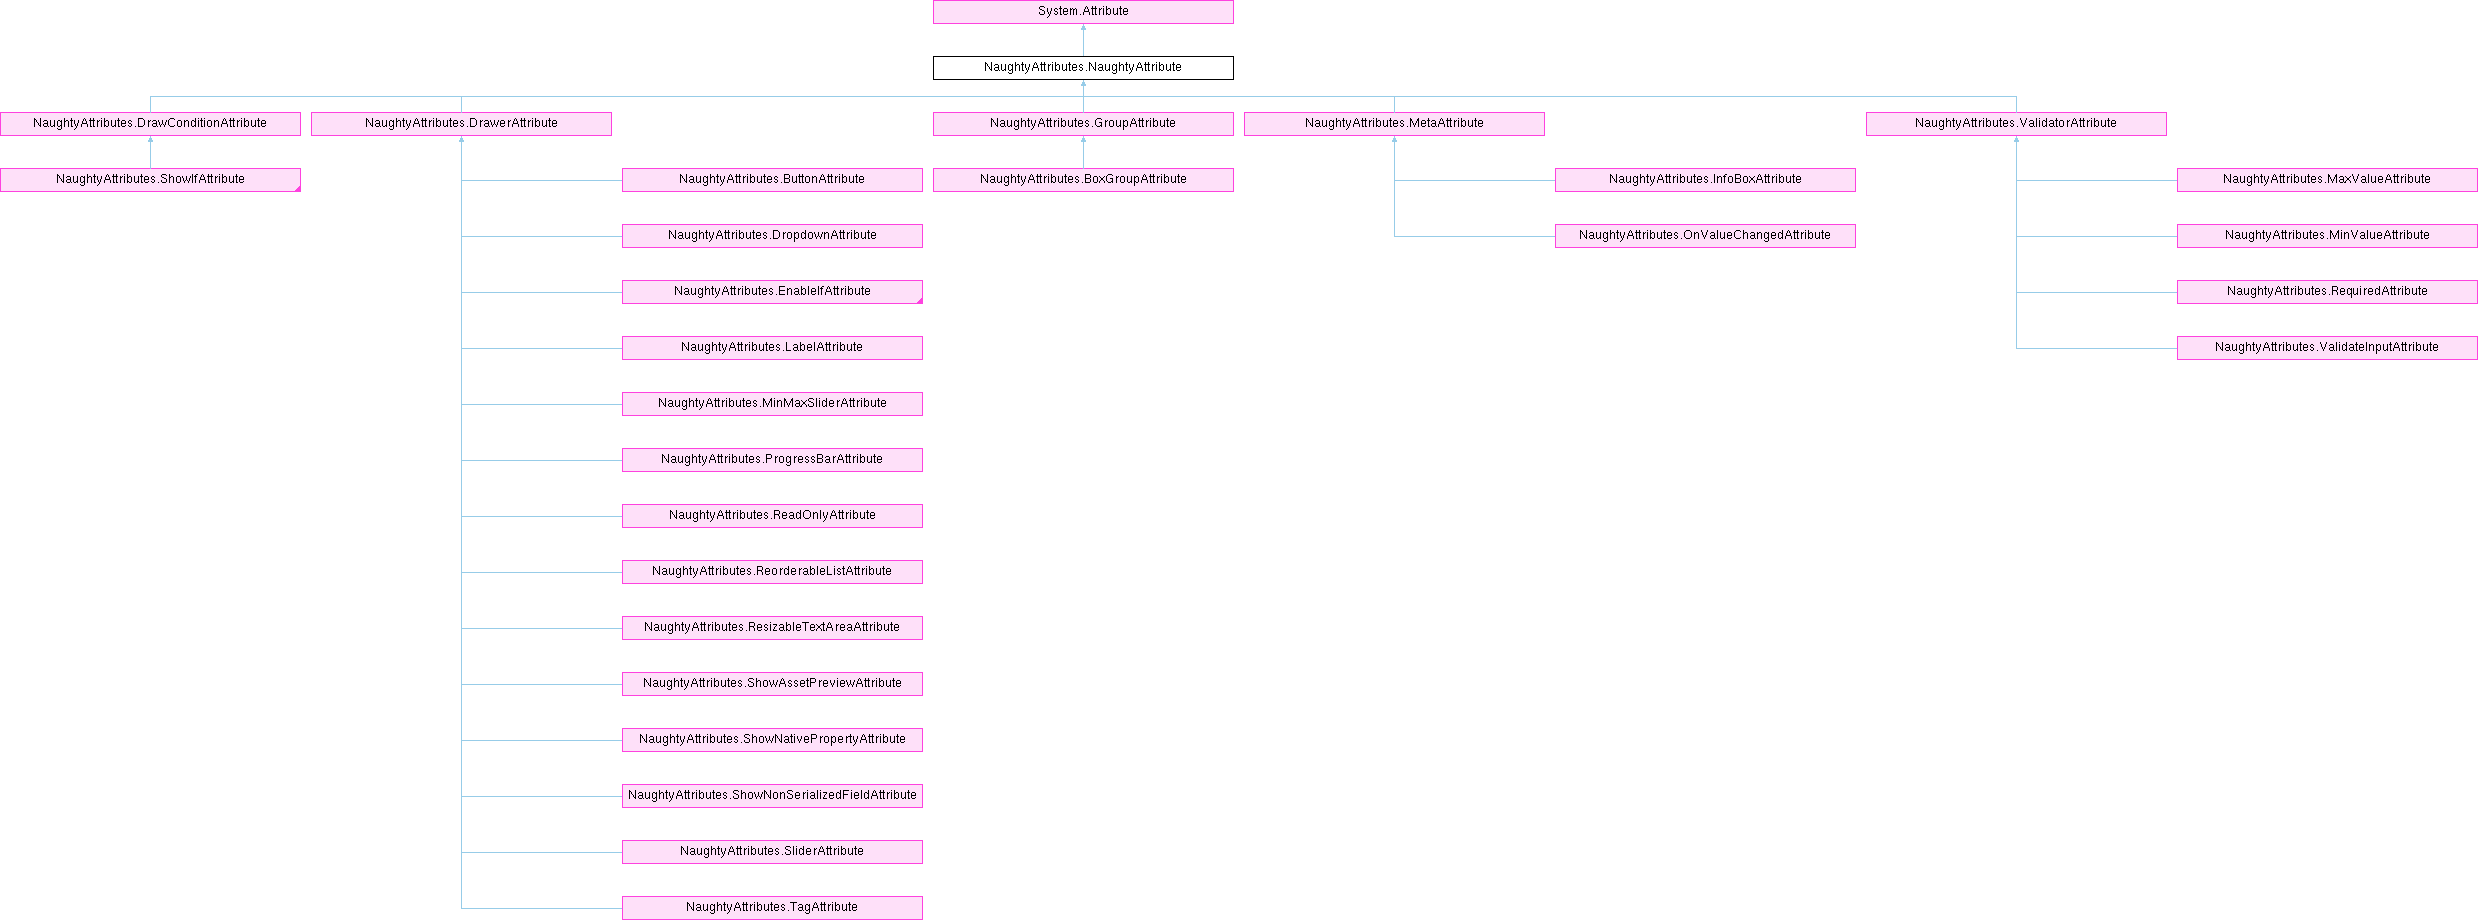 System.Attribute
NaughtyAttributes.NaughtyAttribute
NaughtyAttributes.DrawConditionAttribute
NaughtyAttributes.DrawerAttribute
NaughtyAttributes.GroupAttribute
NaughtyAttributes.MetaAttribute
NaughtyAttributes.ValidatorAttribute
NaughtyAttributes.ShowIfAttribute
NaughtyAttributes.ButtonAttribute
NaughtyAttributes.BoxGroupAttribute
NaughtyAttributes.InfoBoxAttribute
NaughtyAttributes.MaxValueAttribute
NaughtyAttributes.DropdownAttribute
NaughtyAttributes.OnValueChangedAttribute
NaughtyAttributes.MinValueAttribute
NaughtyAttributes.EnableIfAttribute
NaughtyAttributes.RequiredAttribute
NaughtyAttributes.LabelAttribute
NaughtyAttributes.ValidateInputAttribute
NaughtyAttributes.MinMaxSliderAttribute
NaughtyAttributes.ProgressBarAttribute
NaughtyAttributes.ReadOnlyAttribute
NaughtyAttributes.ReorderableListAttribute
NaughtyAttributes.ResizableTextAreaAttribute
NaughtyAttributes.ShowAssetPreviewAttribute
NaughtyAttributes.ShowNativePropertyAttribute
NaughtyAttributes.ShowNonSerializedFieldAttribute
NaughtyAttributes.SliderAttribute
NaughtyAttributes.TagAttribute